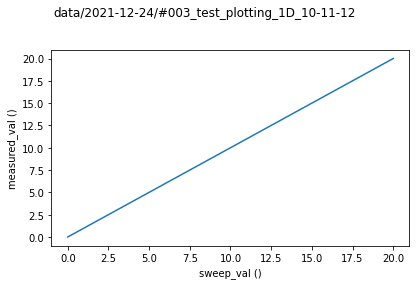 data/2021-12-24/#003_test_plotting_1D_10-11-12
20.0
17.5
15.0
12.5
10.0
7.5
5.0
2.5
0.0
measured_val ()
0.0 2.5 5.0 7.5 10.0 12.5 15.0 17.5 20.0
sweep_val ()